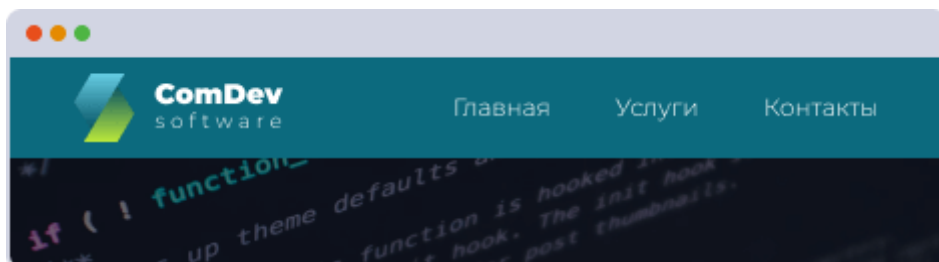 ComDev
software
Главная Услуги Контакты
*/
if ( ! function_
up theme defaults
function is hooked
hook. The init hook
post thumbnails.